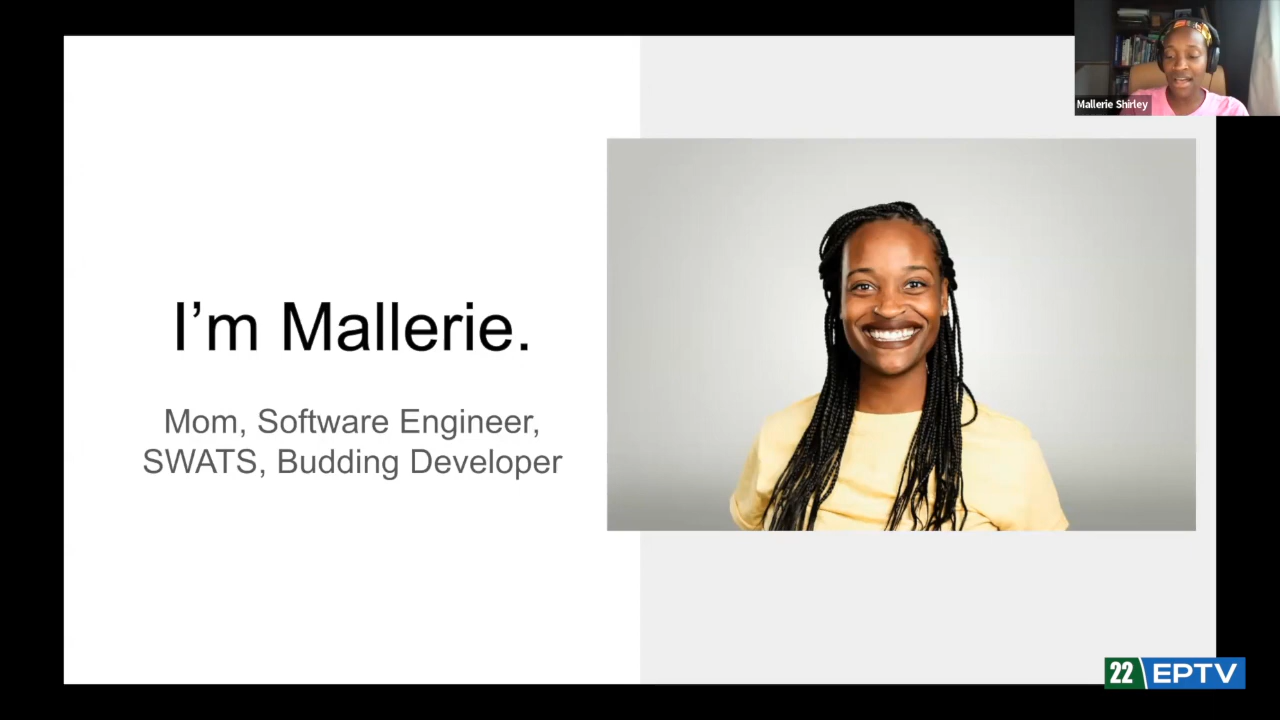 Mallerie Shirley
I’m Mallerie.
Mom, Software Engineer,
SWATS, Budding Developer
22 EPTV